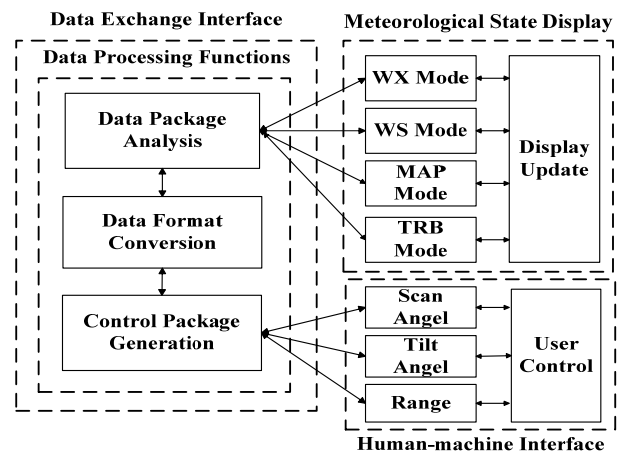 Data Exchange Interface
Data Processing Functions
Data Package
Analysis
Data Format
Conversion
Control Package
Generation
Meteorological State Display
WX Mode
WS Mode
MAP
Mode
TRB
Mode
Display
Update
Scan
Angel
Tilt
Angel
Range
User
Control
Human-machine Interface